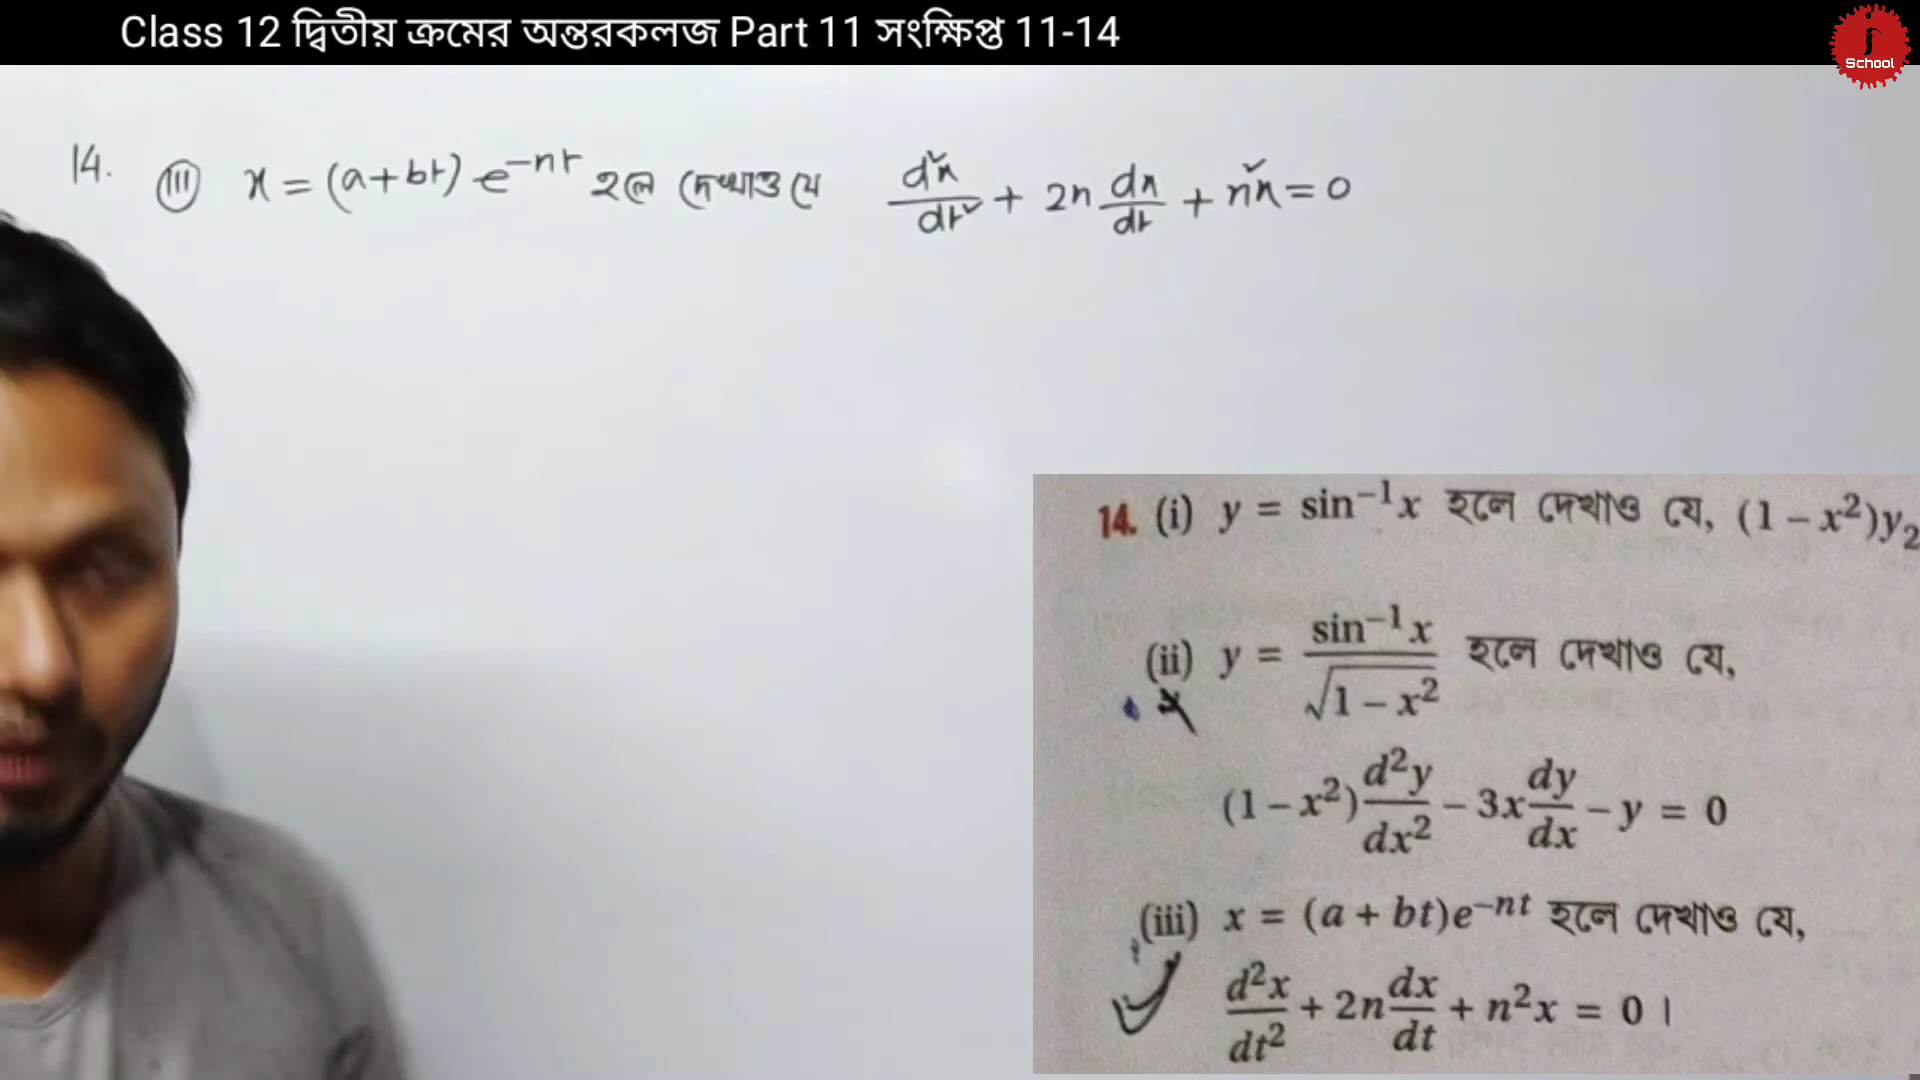 Class 12 দ্বিতীয় ক্রমের অন্তরকলজ Part 11 সংক্ষিপ্ত 11-14
∫ School
14. (iii) x = (a+bt) e^{-nt} হলে দেখাও যে d²x/dt² + 2n dx/dt + n²x = 0
14. (i) y = sin⁻¹x হলে দেখাও যে, (1 – x²)y₂
(ii) y = sin⁻¹x/√(1 – x²) হলে দেখাও যে,
(1 – x²) d²y/dx² – 3x dy/dx – y = 0
(iii) x = (a + bt)e^{–nt} হলে দেখাও যে,
d²x/dt² + 2n dx/dt + n²x = 0 ।